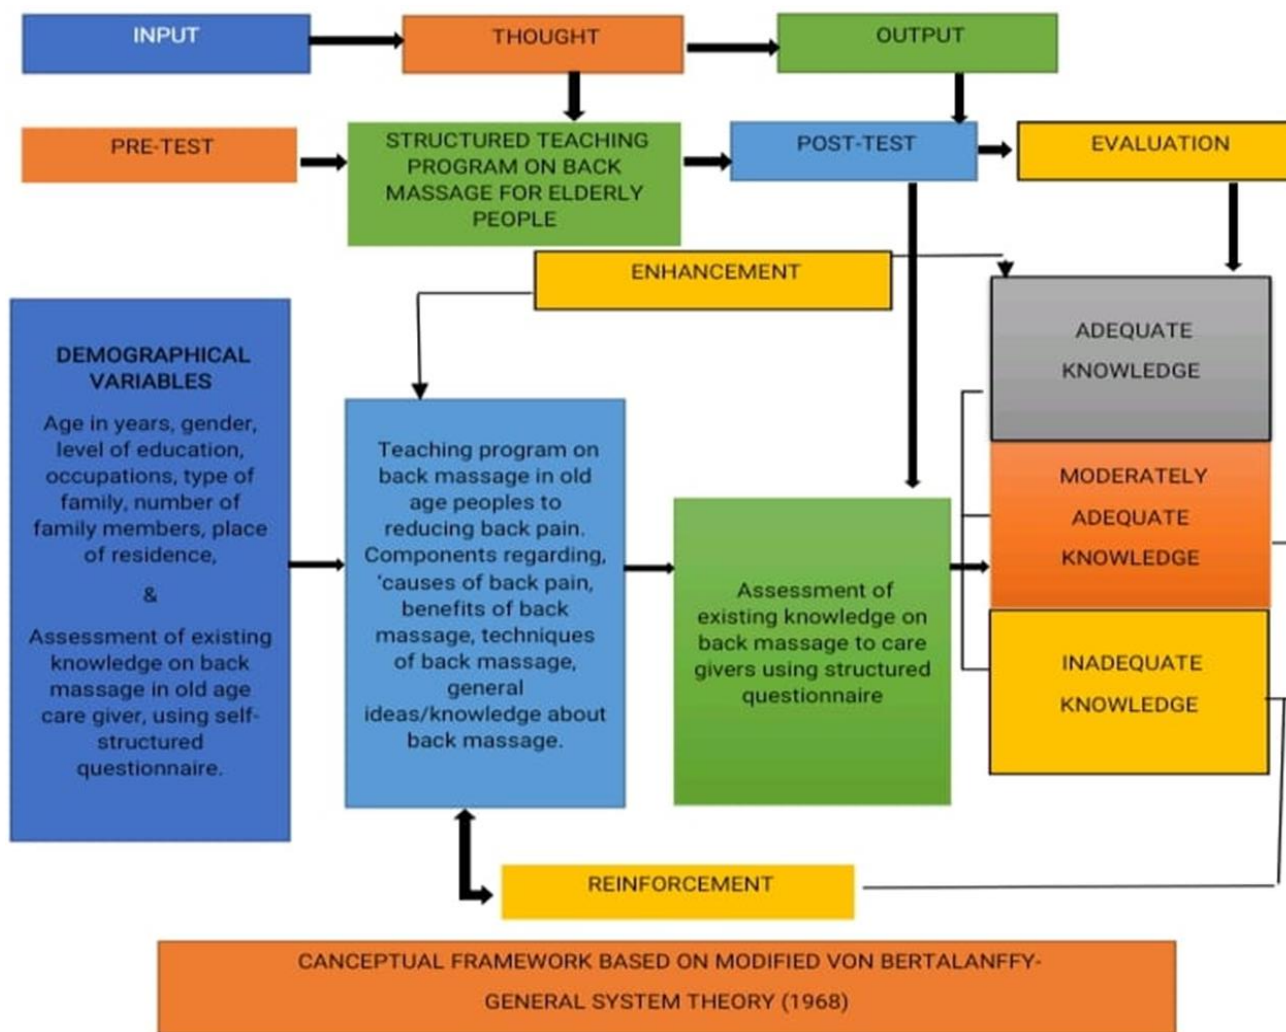 INPUT
THOUGHT
OUTPUT
PRE-TEST
STRUCTURED TEACHING
PROGRAM ON BACK
MASSAGE FOR ELDERLY
PEOPLE
POST-TEST
EVALUATION
ENHANCEMENT
DEMOGRAPHICAL
VARIABLES
Age in years, gender,
level of education,
occupations, type of
family, number of
family members, place
of residence,
&
Assessment of existing
knowledge on back
massage in old age
care giver, using self-
structured
questionnaire.
Teaching program on
back massage in old
age peoples to
reducing back pain.
Components regarding,
'causes of back pain,
benefits of back
massage, techniques
of back massage,
general
ideas/knowledge about
back massage.
Assessment of
existing knowledge on
back massage to care
givers using structured
questionnaire
ADEQUATE
KNOWLEDGE
MODERATELY
ADEQUATE
KNOWLEDGE
INADEQUATE
KNOWLEDGE
REINFORCEMENT
CANCEPTUAL FRAMEWORK BASED ON MODIFIED VON BERTALANFFY-
GENERAL SYSTEM THEORY (1968)